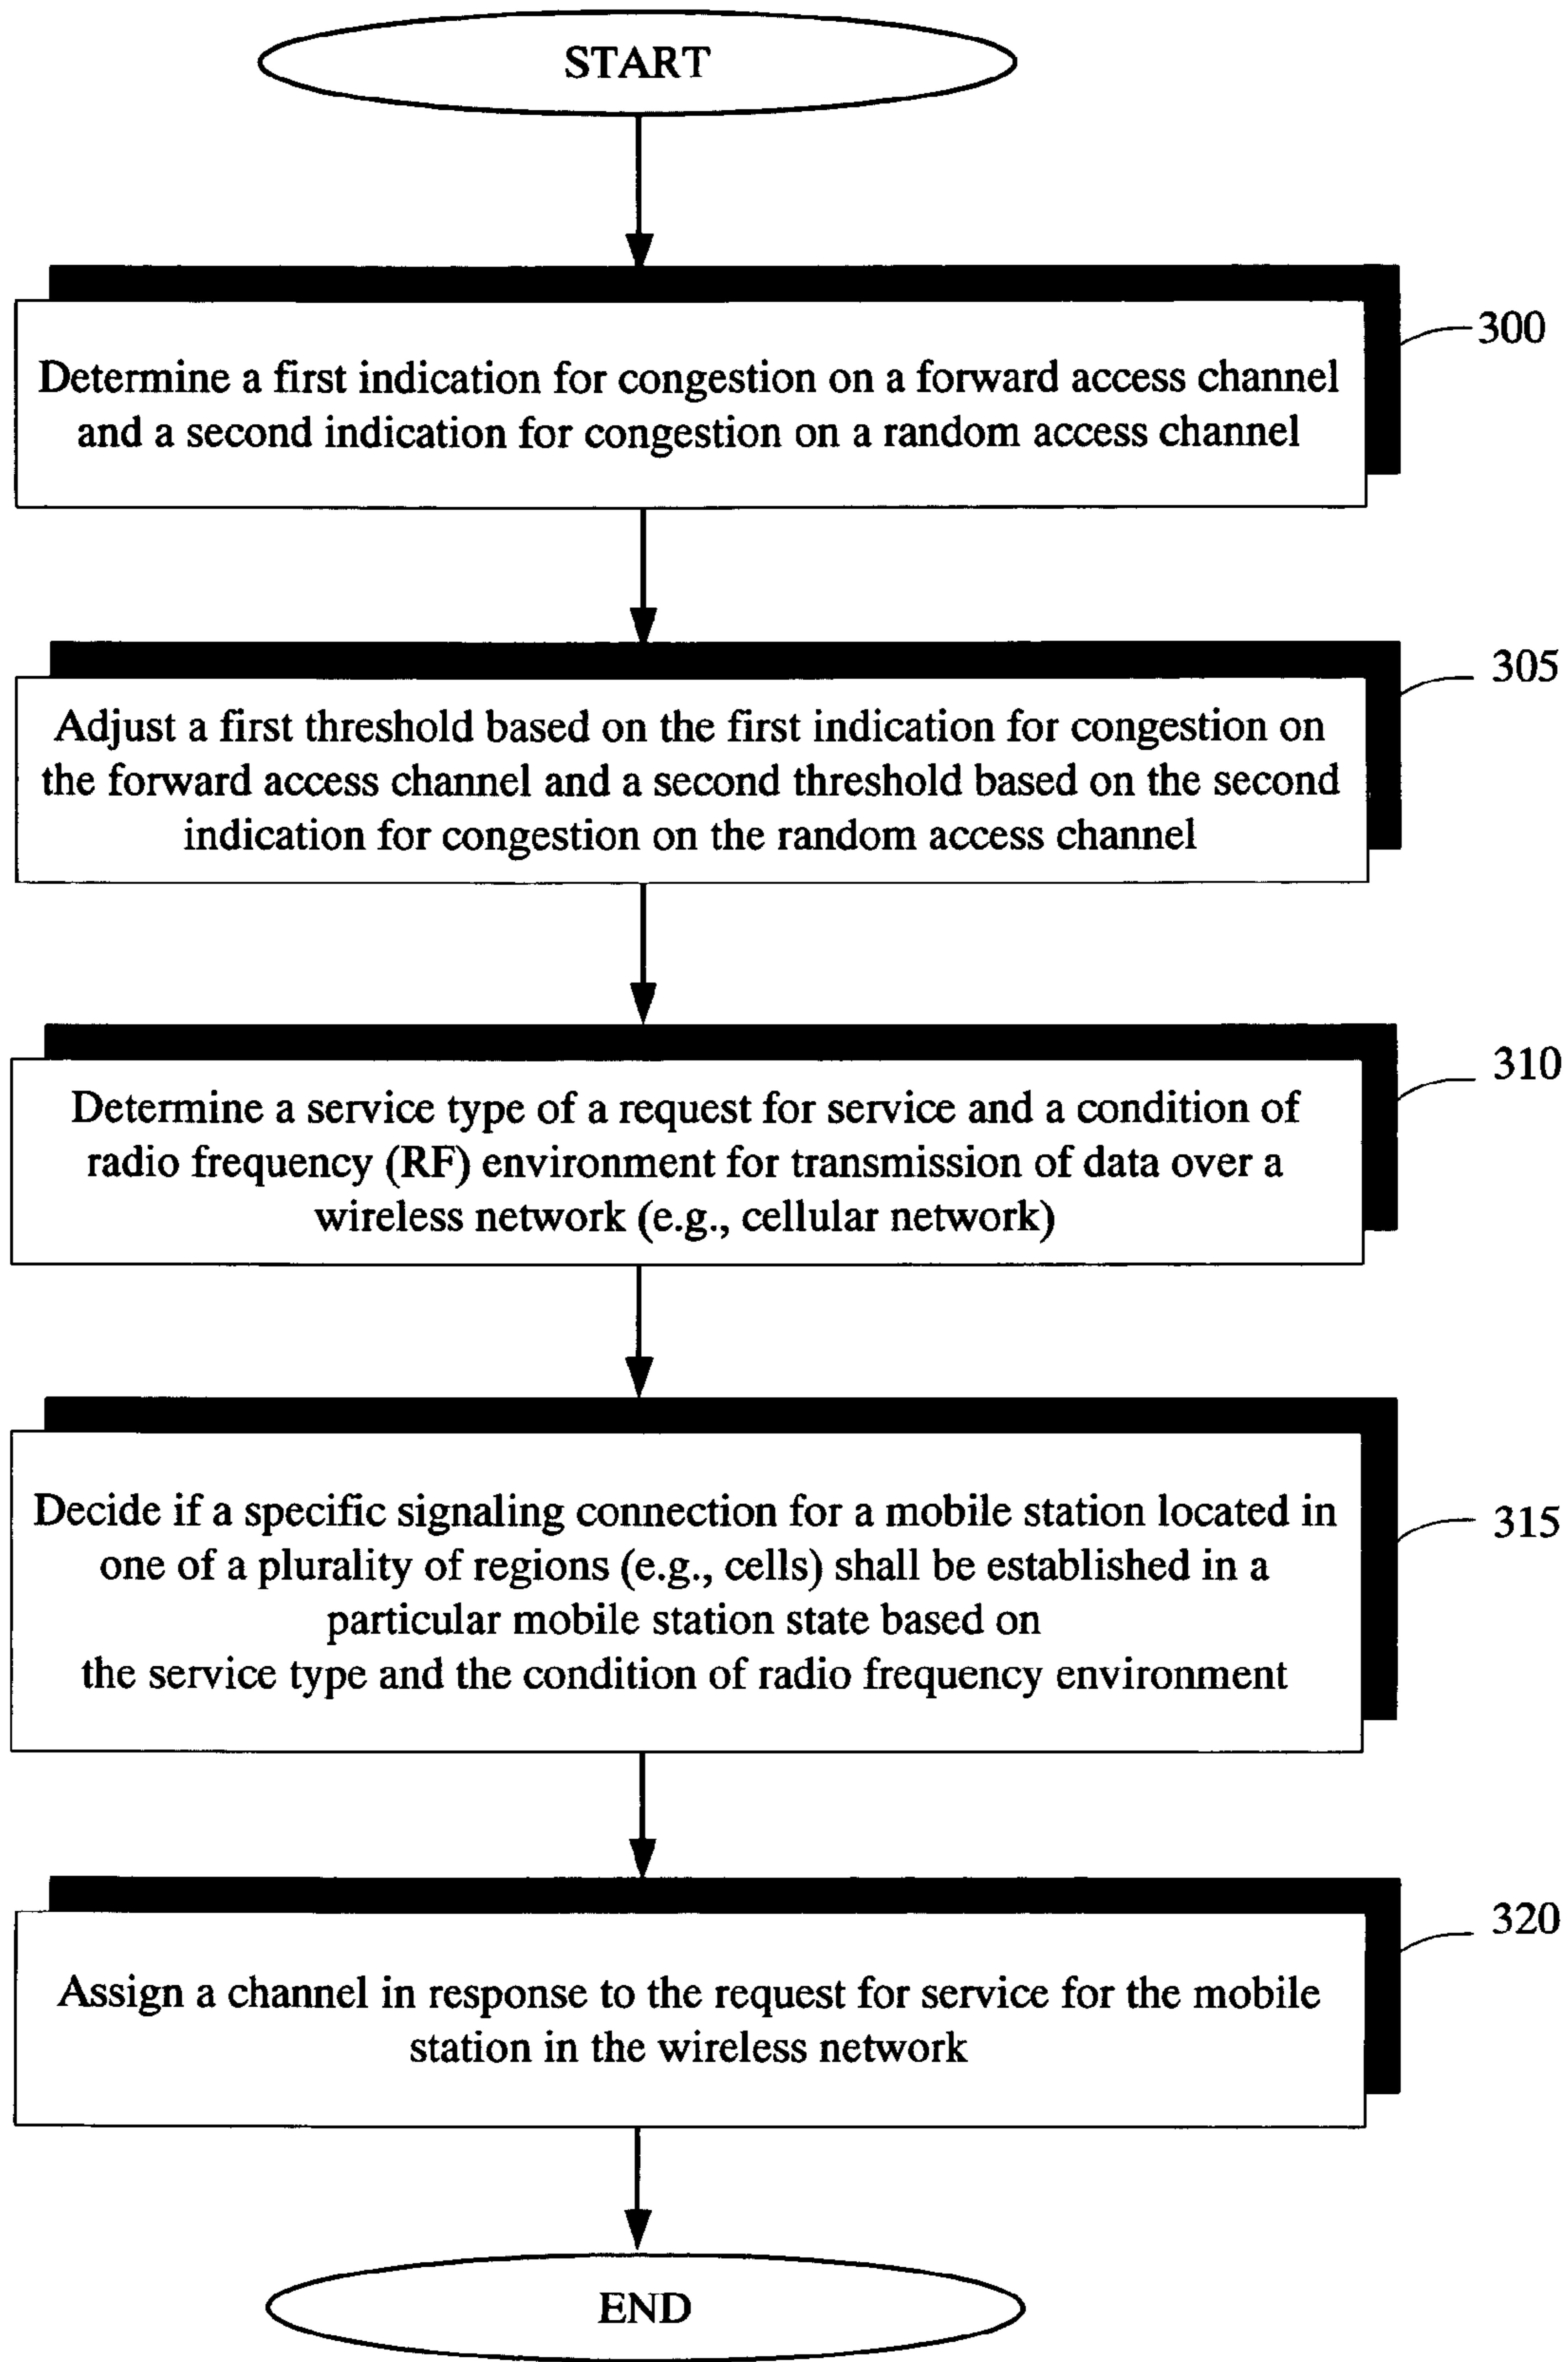 START
300
Determine a first indication for congestion on a forward access channel
and a second indication for congestion on a random access channel
305
Adjust a first threshold based on the first indication for congestion on
the forward access channel and a second threshold based on the second
indication for congestion on the random access channel
310
Determine a service type of a request for service and a condition of
radio frequency (RF) environment for transmission of data over a
wireless network (e.g., cellular network)
315
Decide if a specific signaling connection for a mobile station located in
one of a plurality of regions (e.g., cells) shall be established in a
particular mobile station state based on
the service type and the condition of radio frequency environment
320
Assign a channel in response to the request for service for the mobile
station in the wireless network
END